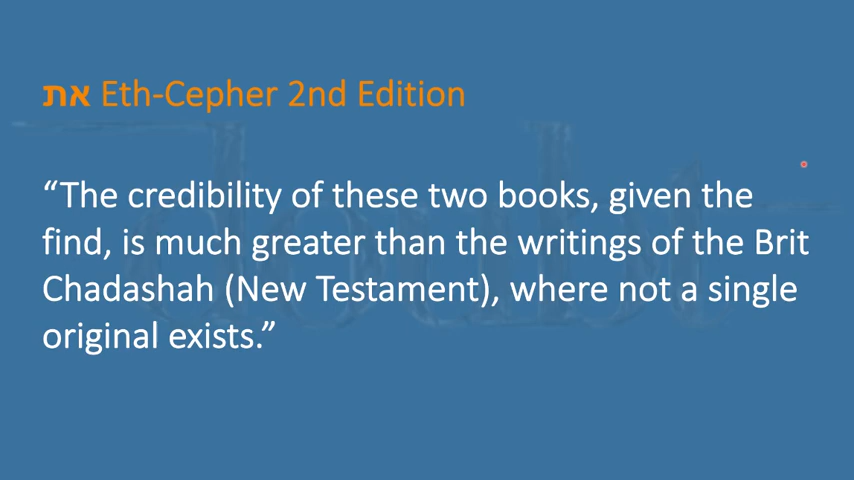 את Eth-Cepher 2nd Edition
“The credibility of these two books, given the
find, is much greater than the writings of the Brit
Chadashah (New Testament), where not a single
original exists.”